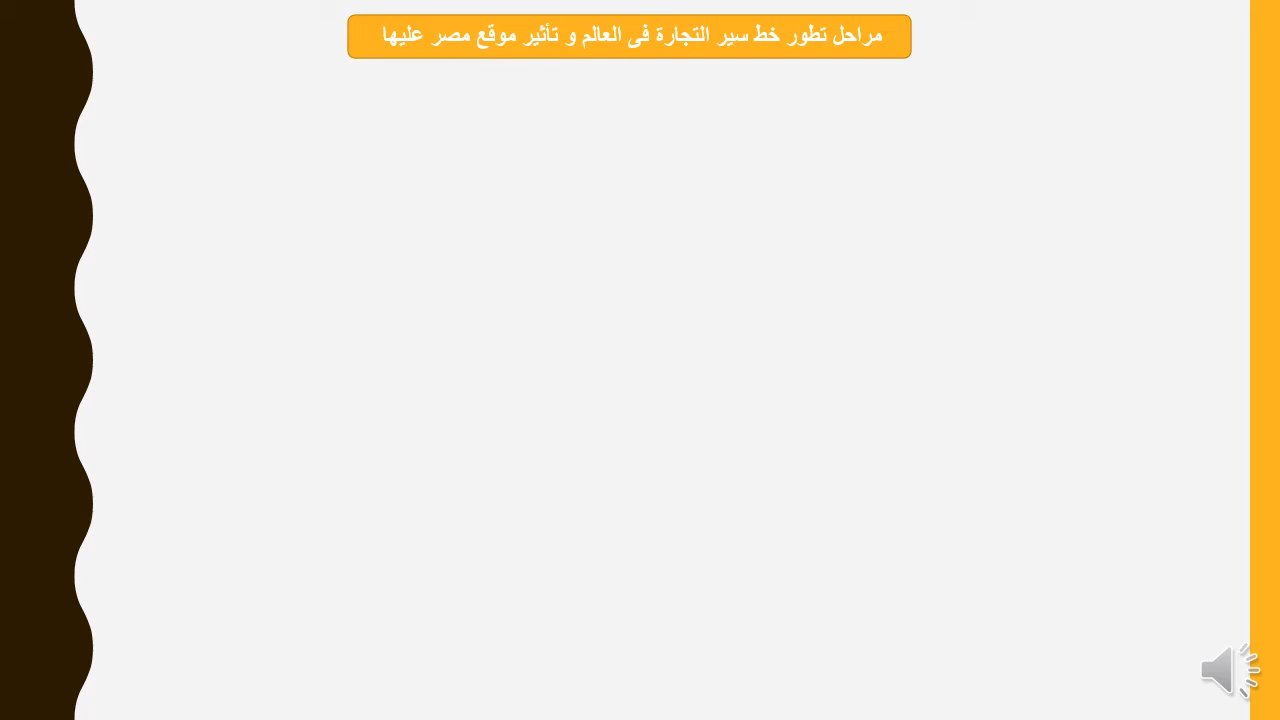 مراحل تطور خط سير التجارة فى العالم و تأثير موقع مصر عليها